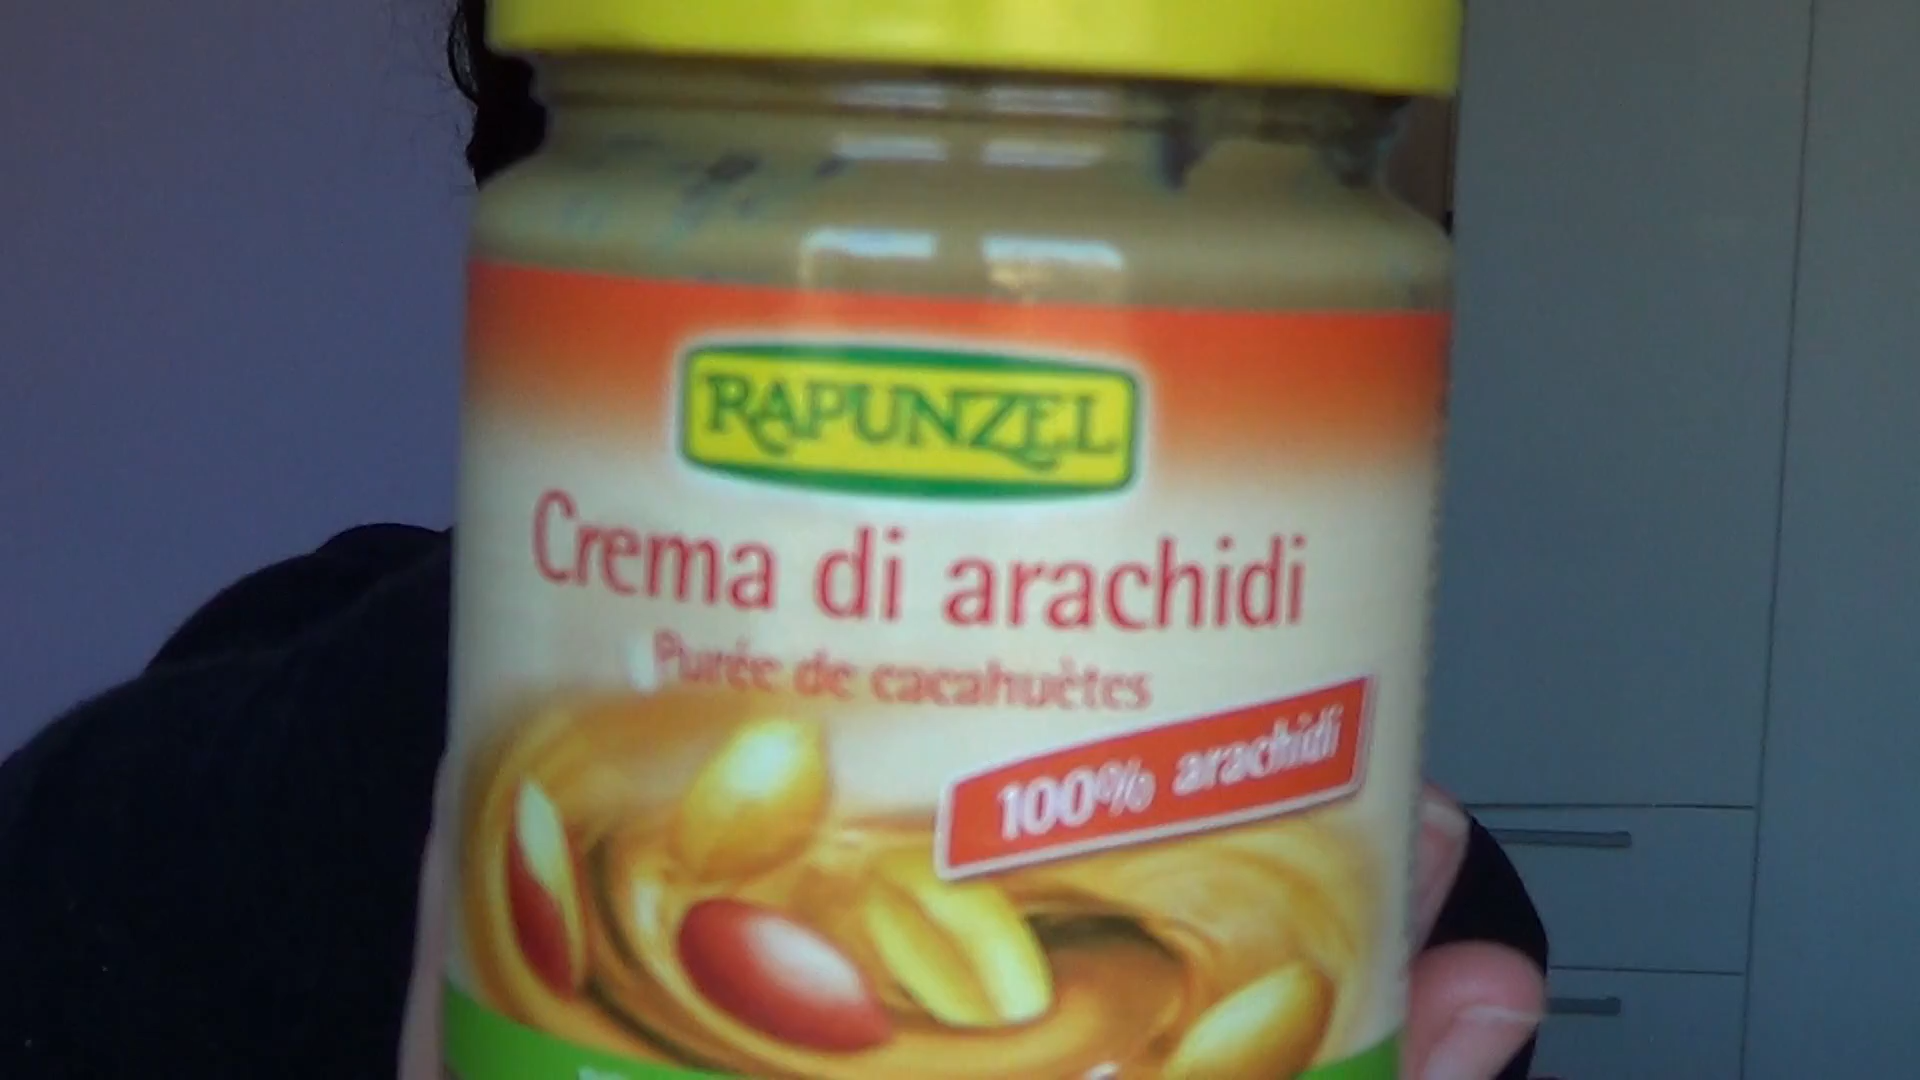 RAPUNZEL
Crema di arachidi
Purée de cacahuètes
100% arachidi